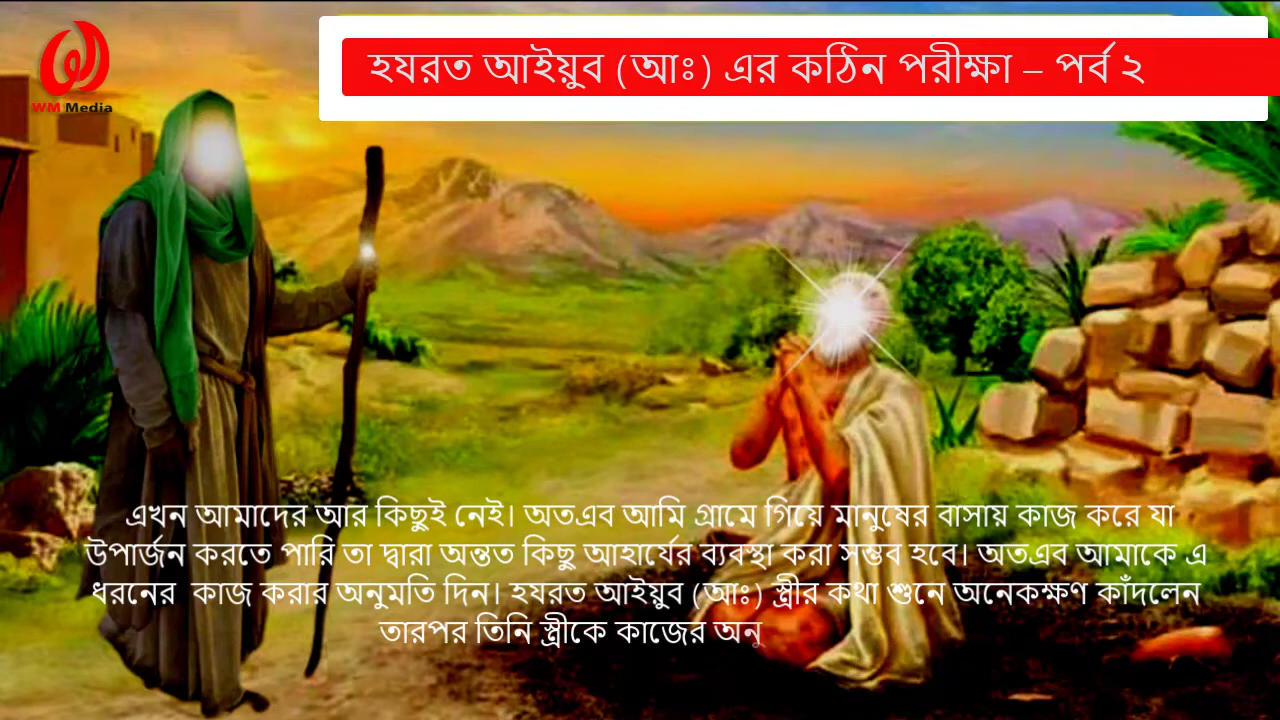 WM Media
হযরত আইয়ুব (আঃ) এর কঠিন পরীক্ষা – পর্ব ২
এখন আমাদের আর কিছুই নেই। অতএব আমি গ্রামে গিয়ে মানুষের বাসায় কাজ করে যা
উপার্জন করতে পারি তা দ্বারা অন্তত কিছু আহার্যের ব্যবস্থা করা সম্ভব হবে। অতএব আমাকে এ
ধরনের কাজ করার অনুমতি দিন। হযরত আইয়ুব (আঃ) স্ত্রীর কথা শুনে অনেকক্ষণ কাঁদলেন
তারপর তিনি স্ত্রীকে কাজের অনু